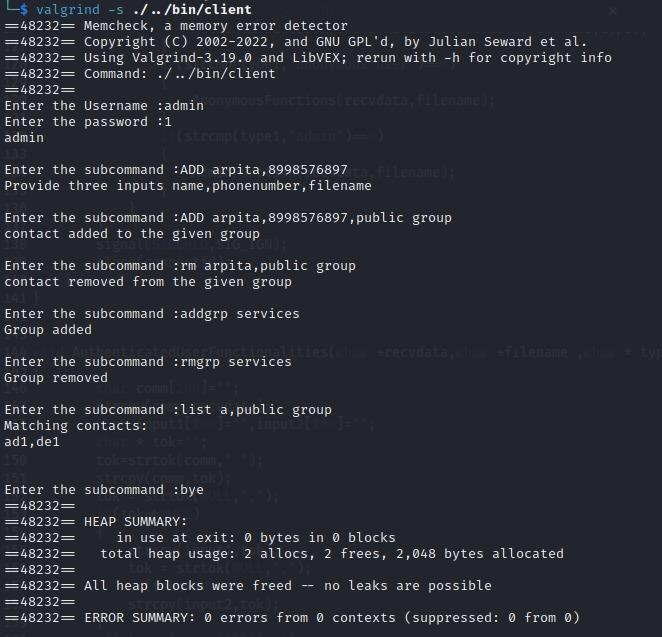 └─$ valgrind -s ./../bin/client
==48232== Memcheck, a memory error detector
==48232== Copyright (C) 2002-2022, and GNU GPL'd, by Julian Seward et al.
==48232== Using Valgrind-3.19.0 and LibVEX; rerun with -h for copyright info
==48232== Command: ./../bin/client
==48232==
Enter the Username :admin
Enter the password :1
admin
Enter the subcommand :ADD arpita,8998576897
Provide three inputs name,phonenumber,filename
Enter the subcommand :ADD arpita,8998576897,public group
contact added to the given group
Enter the subcommand :rm arpita,public group
contact removed from the given group
Enter the subcommand :addgrp services
Group added
Enter the subcommand :rmgrp services
Group removed
Enter the subcommand :list a,public group
Matching contacts:
ad1,de1
Enter the subcommand :bye
==48232==
==48232== HEAP SUMMARY:
==48232==     in use at exit: 0 bytes in 0 blocks
==48232==   total heap usage: 2 allocs, 2 frees, 2,048 bytes allocated
==48232==
==48232== All heap blocks were freed -- no leaks are possible
==48232==
==48232== ERROR SUMMARY: 0 errors from 0 contexts (suppressed: 0 from 0)